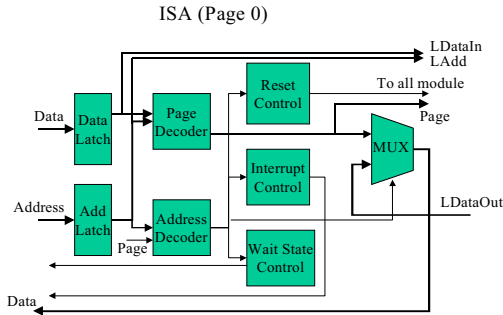 ISA (Page 0)
LDataIn
LAdd
Reset
Control
To all module
Data
Data
Latch
Page
Decoder
Page
MUX
Interrupt
Control
Address
Add
Latch
Address
Decoder
LDataOut
Page
Wait State
Control
Data